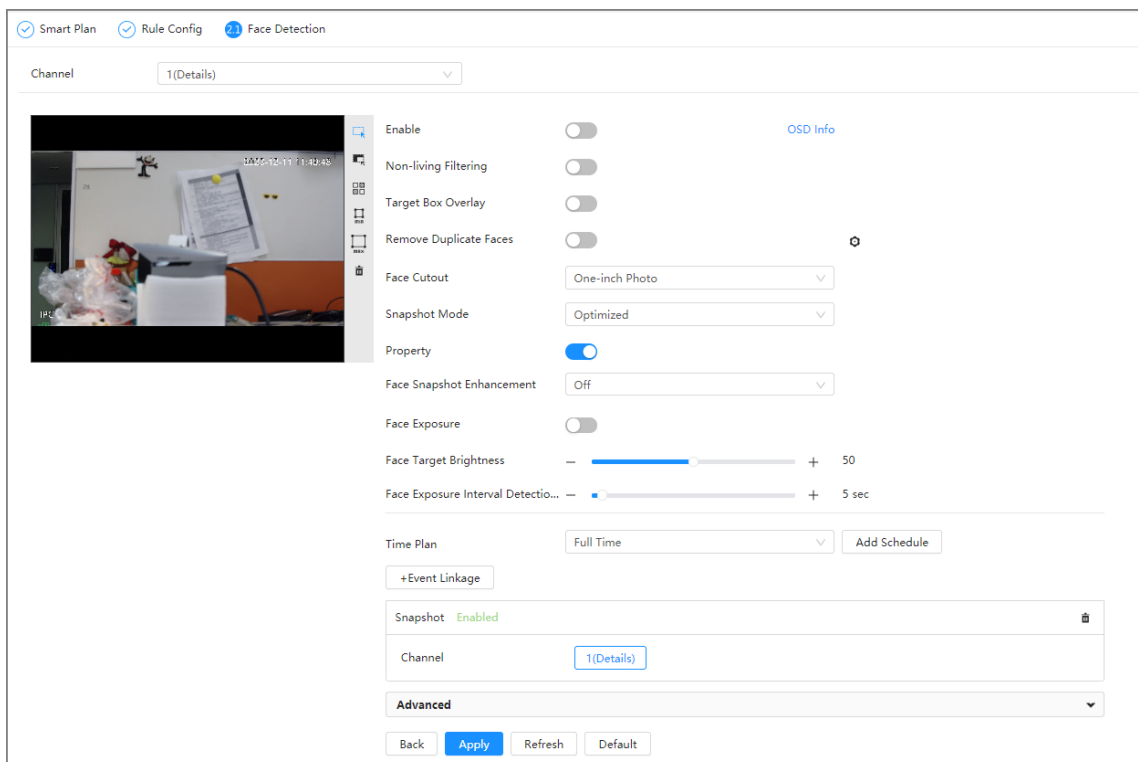 Smart Plan Rule Config 2.1 Face Detection
Channel 1(Details)
Enable OSD Info
Non-living Filtering
Target Box Overlay
Remove Duplicate Faces
Face Cutout One-inch Photo
Snapshot Mode Optimized
Property
Face Snapshot Enhancement Off
Face Exposure
Face Target Brightness − + 50
Face Exposure Interval Detectio... − + 5 sec
Time Plan Full Time Add Schedule
+Event Linkage
Snapshot Enabled
Channel 1(Details)
Advanced
Back Apply Refresh Default
min
max
IPC